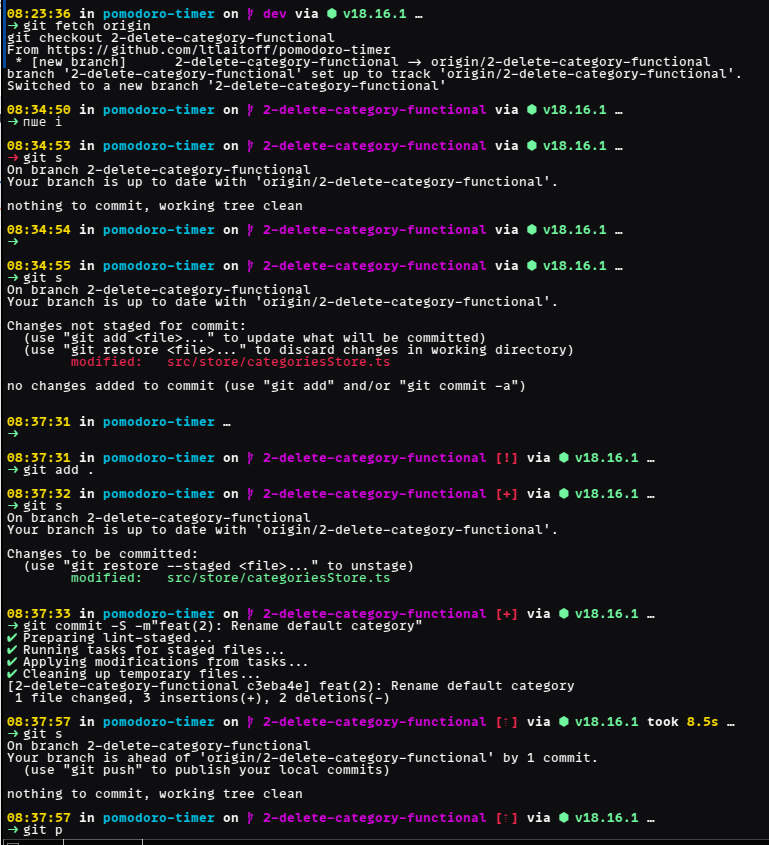 08:23:36 in pomodoro-timer on dev via ⬢ v18.16.1 …
➜ git fetch origin
git checkout 2-delete-category-functional
From https://github.com/ltlaitoff/pomodoro-timer
 * [new branch]      2-delete-category-functional -> origin/2-delete-category-functional
branch '2-delete-category-functional' set up to track 'origin/2-delete-category-functional'.
Switched to a new branch '2-delete-category-functional'
08:34:50 in pomodoro-timer on 2-delete-category-functional via ⬢ v18.16.1 …
➜ пше і
08:34:53 in pomodoro-timer on 2-delete-category-functional via ⬢ v18.16.1 …
➜ git s
On branch 2-delete-category-functional
Your branch is up to date with 'origin/2-delete-category-functional'.
nothing to commit, working tree clean
08:34:54 in pomodoro-timer on 2-delete-category-functional via ⬢ v18.16.1 …
➜
08:34:55 in pomodoro-timer on 2-delete-category-functional via ⬢ v18.16.1 …
➜ git s
On branch 2-delete-category-functional
Your branch is up to date with 'origin/2-delete-category-functional'.
Changes not staged for commit:
  (use "git add <file>..." to update what will be committed)
  (use "git restore <file>..." to discard changes in working directory)
        modified:   src/store/categoriesStore.ts
no changes added to commit (use "git add" and/or "git commit -a")
08:37:31 in pomodoro-timer …
➜
08:37:31 in pomodoro-timer on 2-delete-category-functional [!] via ⬢ v18.16.1 …
➜ git add .
08:37:32 in pomodoro-timer on 2-delete-category-functional [+] via ⬢ v18.16.1 …
➜ git s
On branch 2-delete-category-functional
Your branch is up to date with 'origin/2-delete-category-functional'.
Changes to be committed:
  (use "git restore --staged <file>..." to unstage)
        modified:   src/store/categoriesStore.ts
08:37:33 in pomodoro-timer on 2-delete-category-functional [+] via ⬢ v18.16.1 …
➜ git commit -S -m"feat(2): Rename default category"
✔ Preparing lint-staged...
✔ Running tasks for staged files...
✔ Applying modifications from tasks...
✔ Cleaning up temporary files...
[2-delete-category-functional c3eba4e] feat(2): Rename default category
 1 file changed, 3 insertions(+), 2 deletions(-)
08:37:57 in pomodoro-timer on 2-delete-category-functional [⇡] via ⬢ v18.16.1 took 8.5s …
➜ git s
On branch 2-delete-category-functional
Your branch is ahead of 'origin/2-delete-category-functional' by 1 commit.
  (use "git push" to publish your local commits)
nothing to commit, working tree clean
08:37:57 in pomodoro-timer on 2-delete-category-functional [⇡] via ⬢ v18.16.1 …
➜ git p